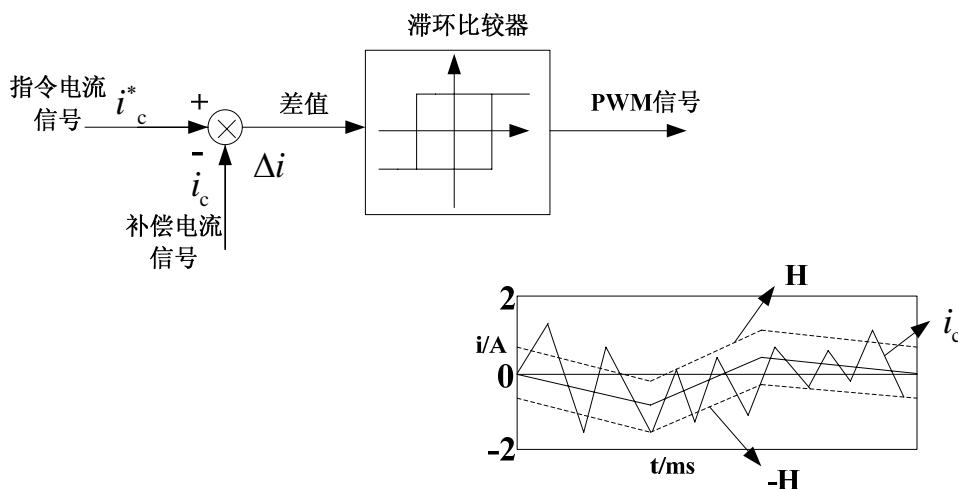 滞环比较器
指令电流
信号
i*c
+
-
差值
PWM信号
Δi
ic
补偿电流
信号
H
2
i/A
ic
0
-2
t/ms
-H